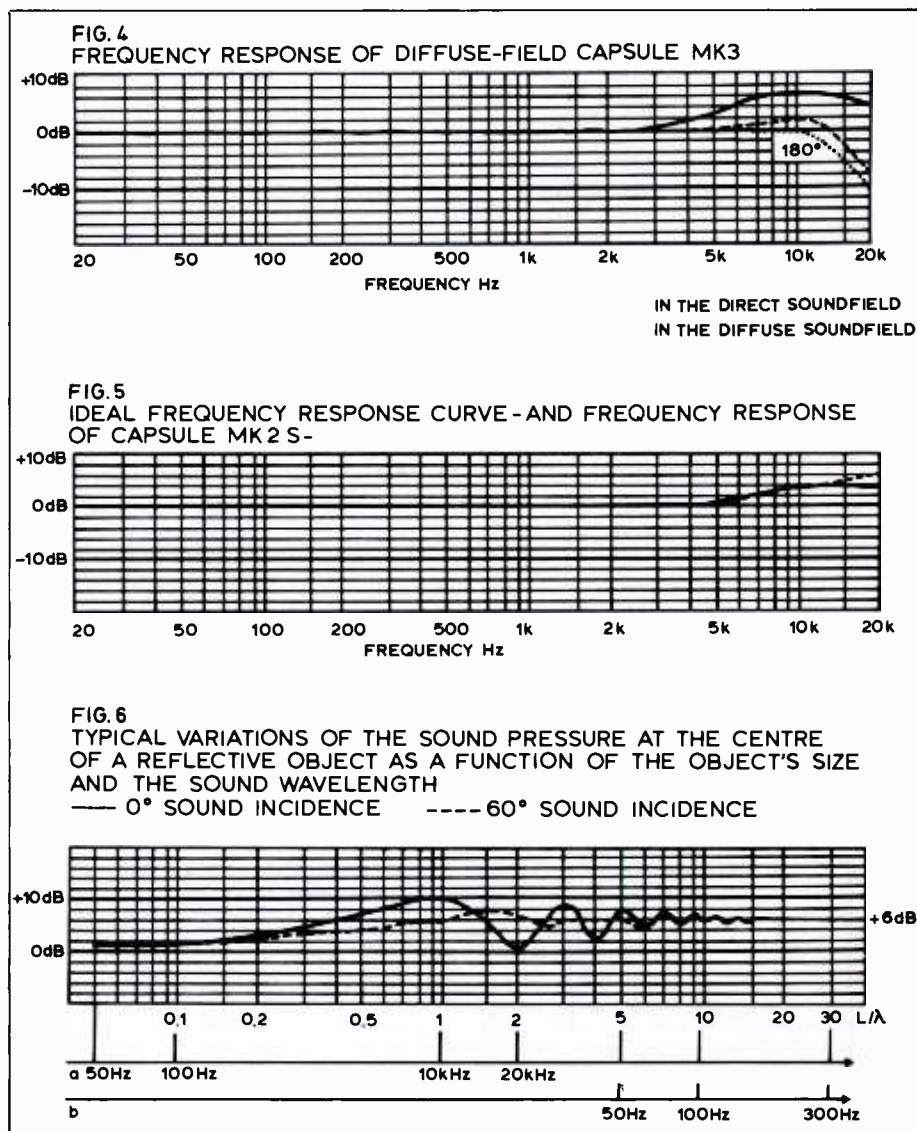 FIG. 4
FREQUENCY RESPONSE OF DIFFUSE-FIELD CAPSULE MK3
+10dB
0dB
180°
-10dB
20 50 100 200 500 1k 2k 5k 10k 20k
FREQUENCY Hz
IN THE DIRECT SOUNDFIELD
IN THE DIFFUSE SOUNDFIELD
FIG. 5
IDEAL FREQUENCY RESPONSE CURVE - AND FREQUENCY RESPONSE
OF CAPSULE MK 2 S -
+10dB
0dB
-10dB
20 50 100 200 500 1k 2k 5k 10k 20k
FREQUENCY Hz
FIG. 6
TYPICAL VARIATIONS OF THE SOUND PRESSURE AT THE CENTRE
OF A REFLECTIVE OBJECT AS A FUNCTION OF THE OBJECT'S SIZE
AND THE SOUND WAVELENGTH
—— 0° SOUND INCIDENCE ---- 60° SOUND INCIDENCE
+10dB
+6dB
0dB
0,1 0,2 0,5 1 2 5 10 20 30 L/λ
a 50Hz 100Hz 10kHz 20kHz
b 50Hz 100Hz 300Hz